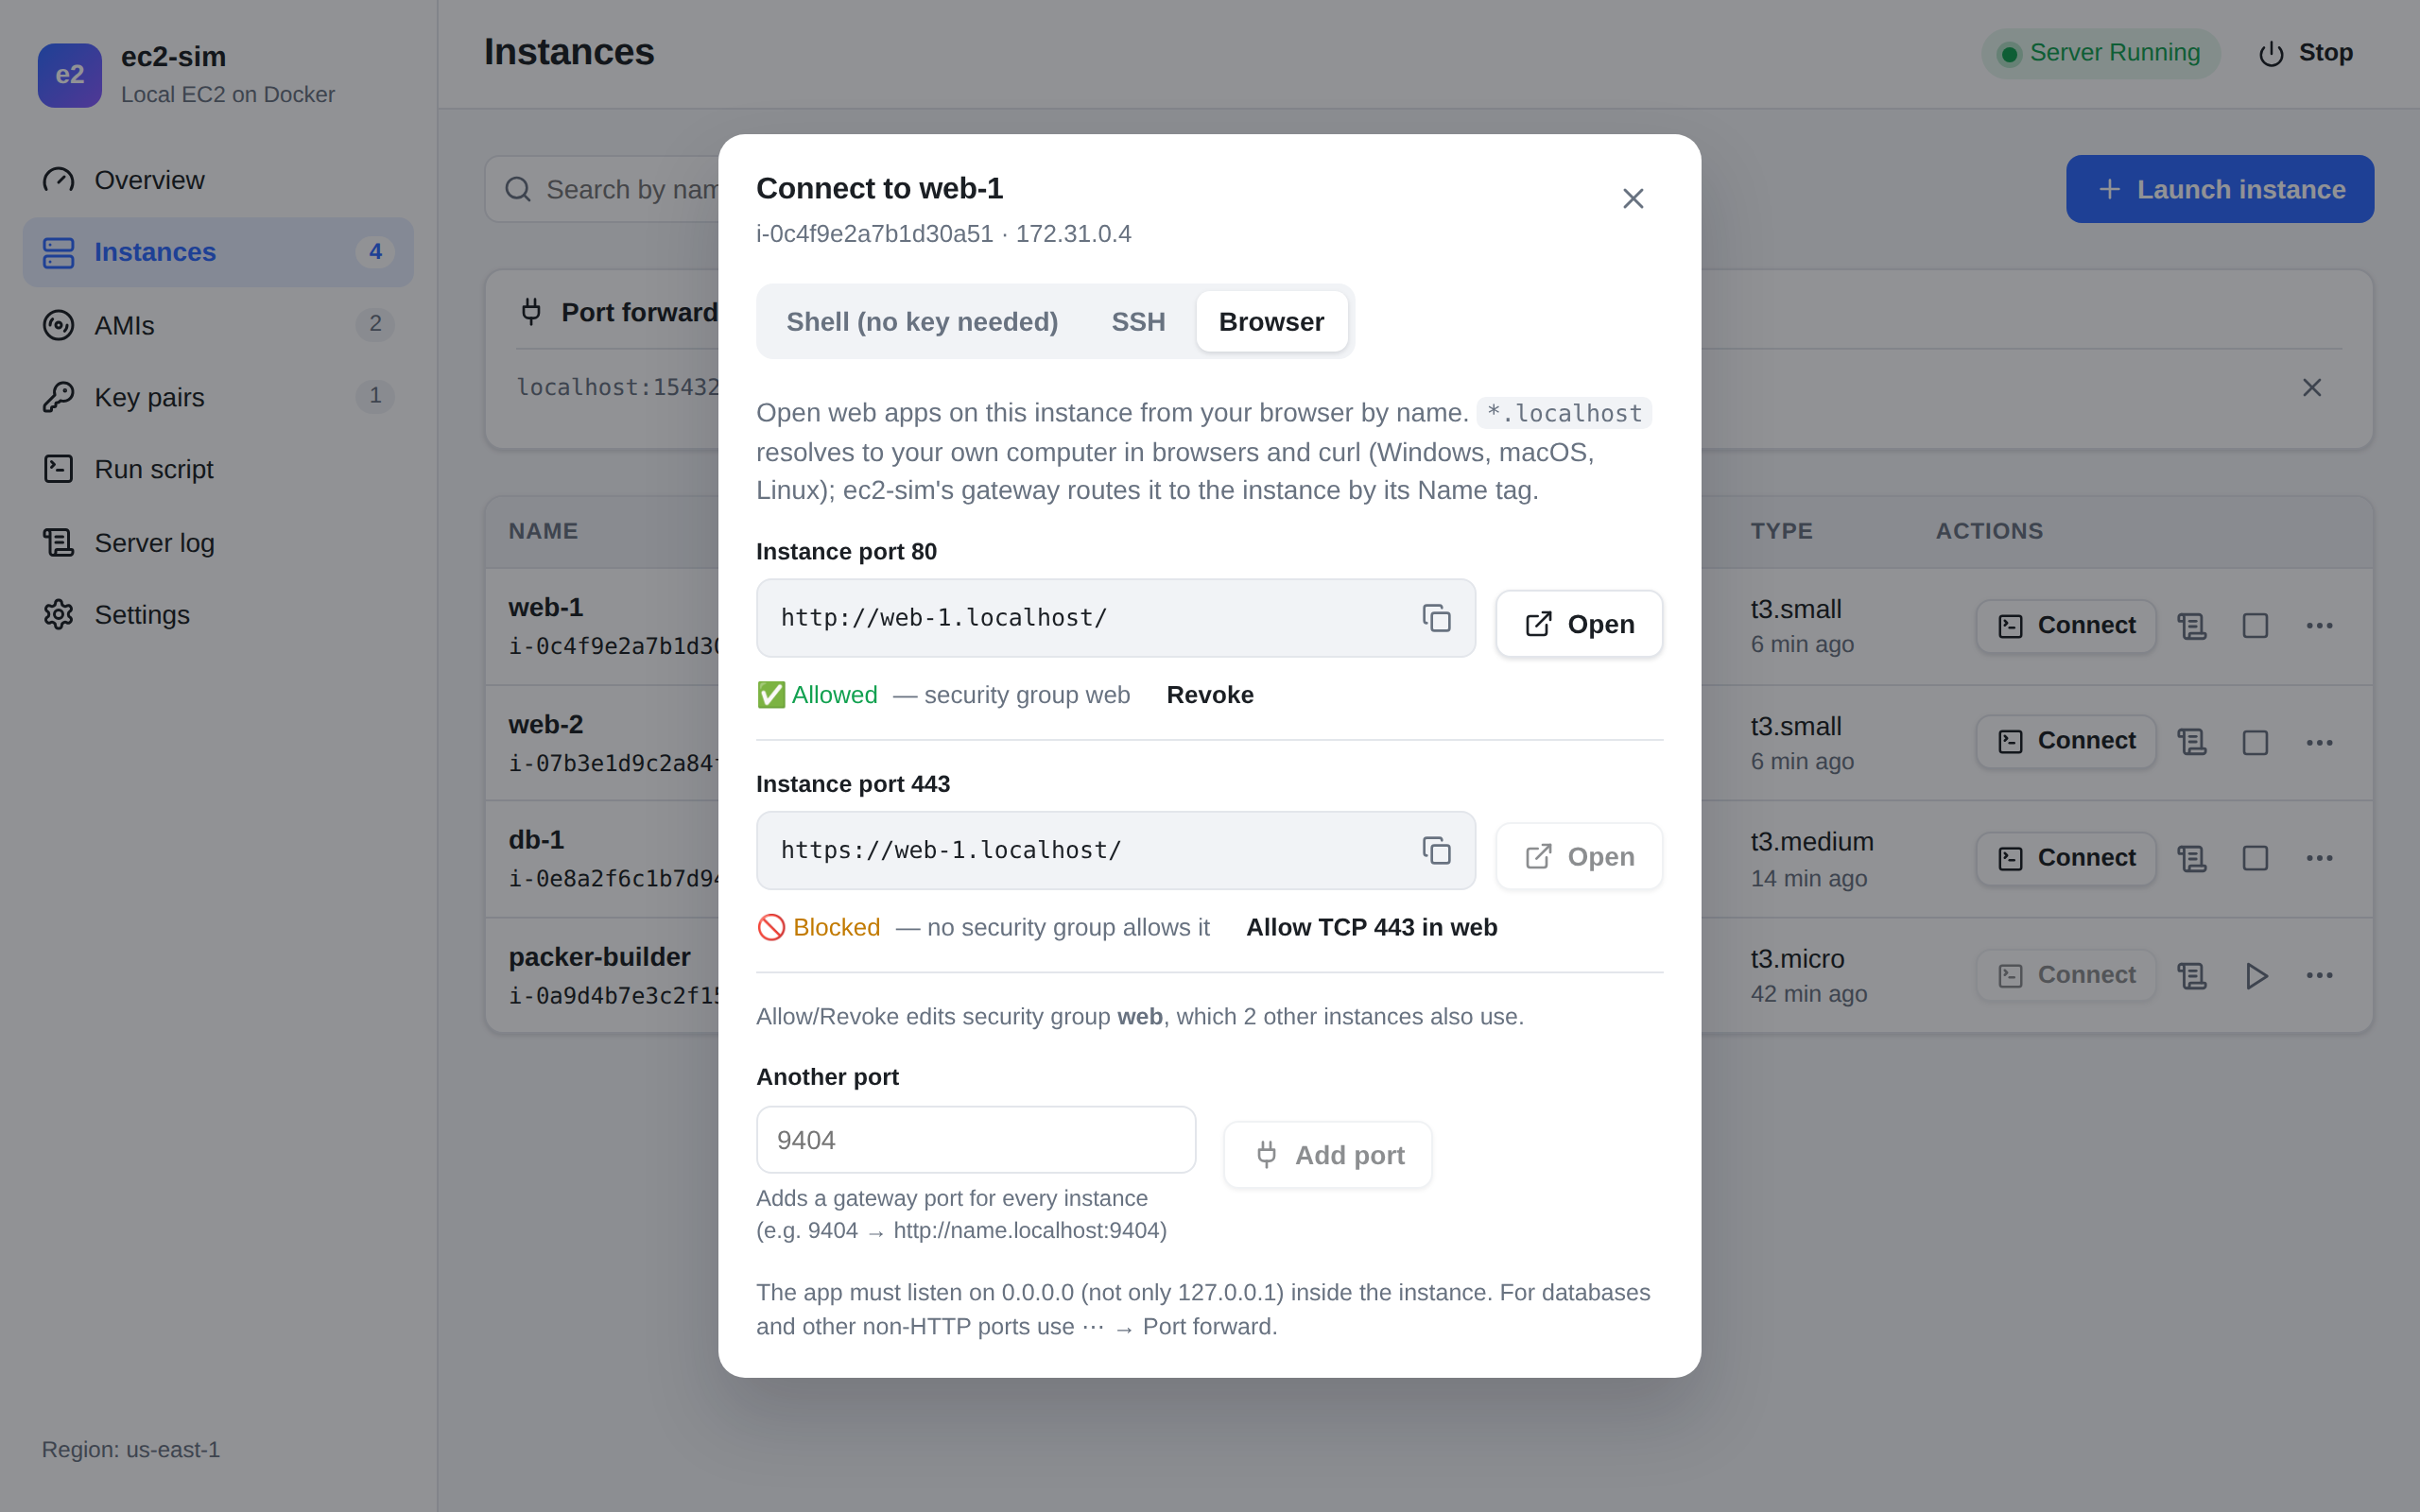 e2
ec2-sim
Local EC2 on Docker
Overview
Instances 4
AMIs 2
Key pairs 1
Run script
Server log
Settings
Region: us-east-1
Instances
Server Running
Stop
Search by nam
Launch instance
Port forward
localhost:15432
NAME TYPE ACTIONS
web-1 t3.small
i-0c4f9e2a7b1d30 6 min ago Connect
web-2 t3.small
i-07b3e1d9c2a84 6 min ago Connect
db-1 t3.medium
i-0e8a2f6c1b7d94 14 min ago Connect
packer-builder t3.micro
i-0a9d4b7e3c2f15 42 min ago Connect
Connect to web-1
i-0c4f9e2a7b1d30a51 · 172.31.0.4
Shell (no key needed) SSH Browser
Open web apps on this instance from your browser by name. *.localhost
resolves to your own computer in browsers and curl (Windows, macOS,
Linux); ec2-sim's gateway routes it to the instance by its Name tag.
Instance port 80
http://web-1.localhost/ Open
✅ Allowed — security group web Revoke
Instance port 443
https://web-1.localhost/ Open
🚫 Blocked — no security group allows it Allow TCP 443 in web
Allow/Revoke edits security group web, which 2 other instances also use.
Another port
9404 Add port
Adds a gateway port for every instance
(e.g. 9404 → http://name.localhost:9404)
The app must listen on 0.0.0.0 (not only 127.0.0.1) inside the instance. For databases
and other non-HTTP ports use ⋯ → Port forward.